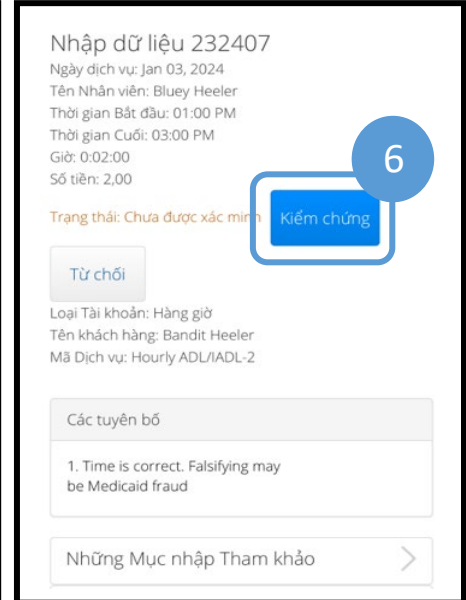 Nhập dữ liệu 232407
Ngày dịch vụ: Jan 03, 2024
Tên Nhân viên: Bluey Heeler
Thời gian Bắt đầu: 01:00 PM
Thời gian Cuối: 03:00 PM
Giờ: 0:02:00
6
Số tiền: 2,00
Trạng thái: Chưa được xác minh
Kiểm chứng
Từ chối
Loại Tài khoản: Hàng giờ
Tên khách hàng: Bandit Heeler
Mã Dịch vụ: Hourly ADL/IADL-2
Các tuyên bố
1. Time is correct. Falsifying may
be Medicaid fraud
Những Mục nhập Tham khảo